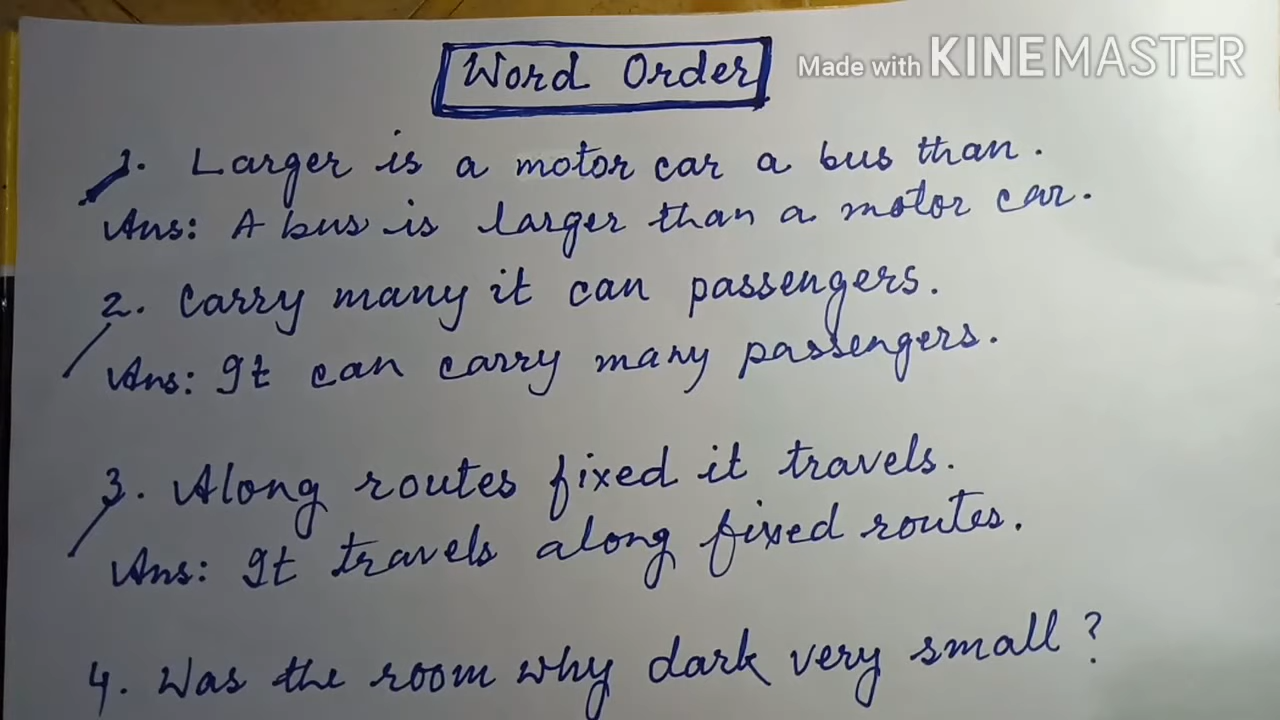 Word Order
Made with KINEMASTER
1. Larger is a motor car a bus than.
Ans: A bus is larger than a motor car.
2. Carry many it can passengers.
Ans: It can carry many passengers.
3. Along routes fixed it travels.
Ans: It travels along fixed routes.
4. Was the room why dark very small?